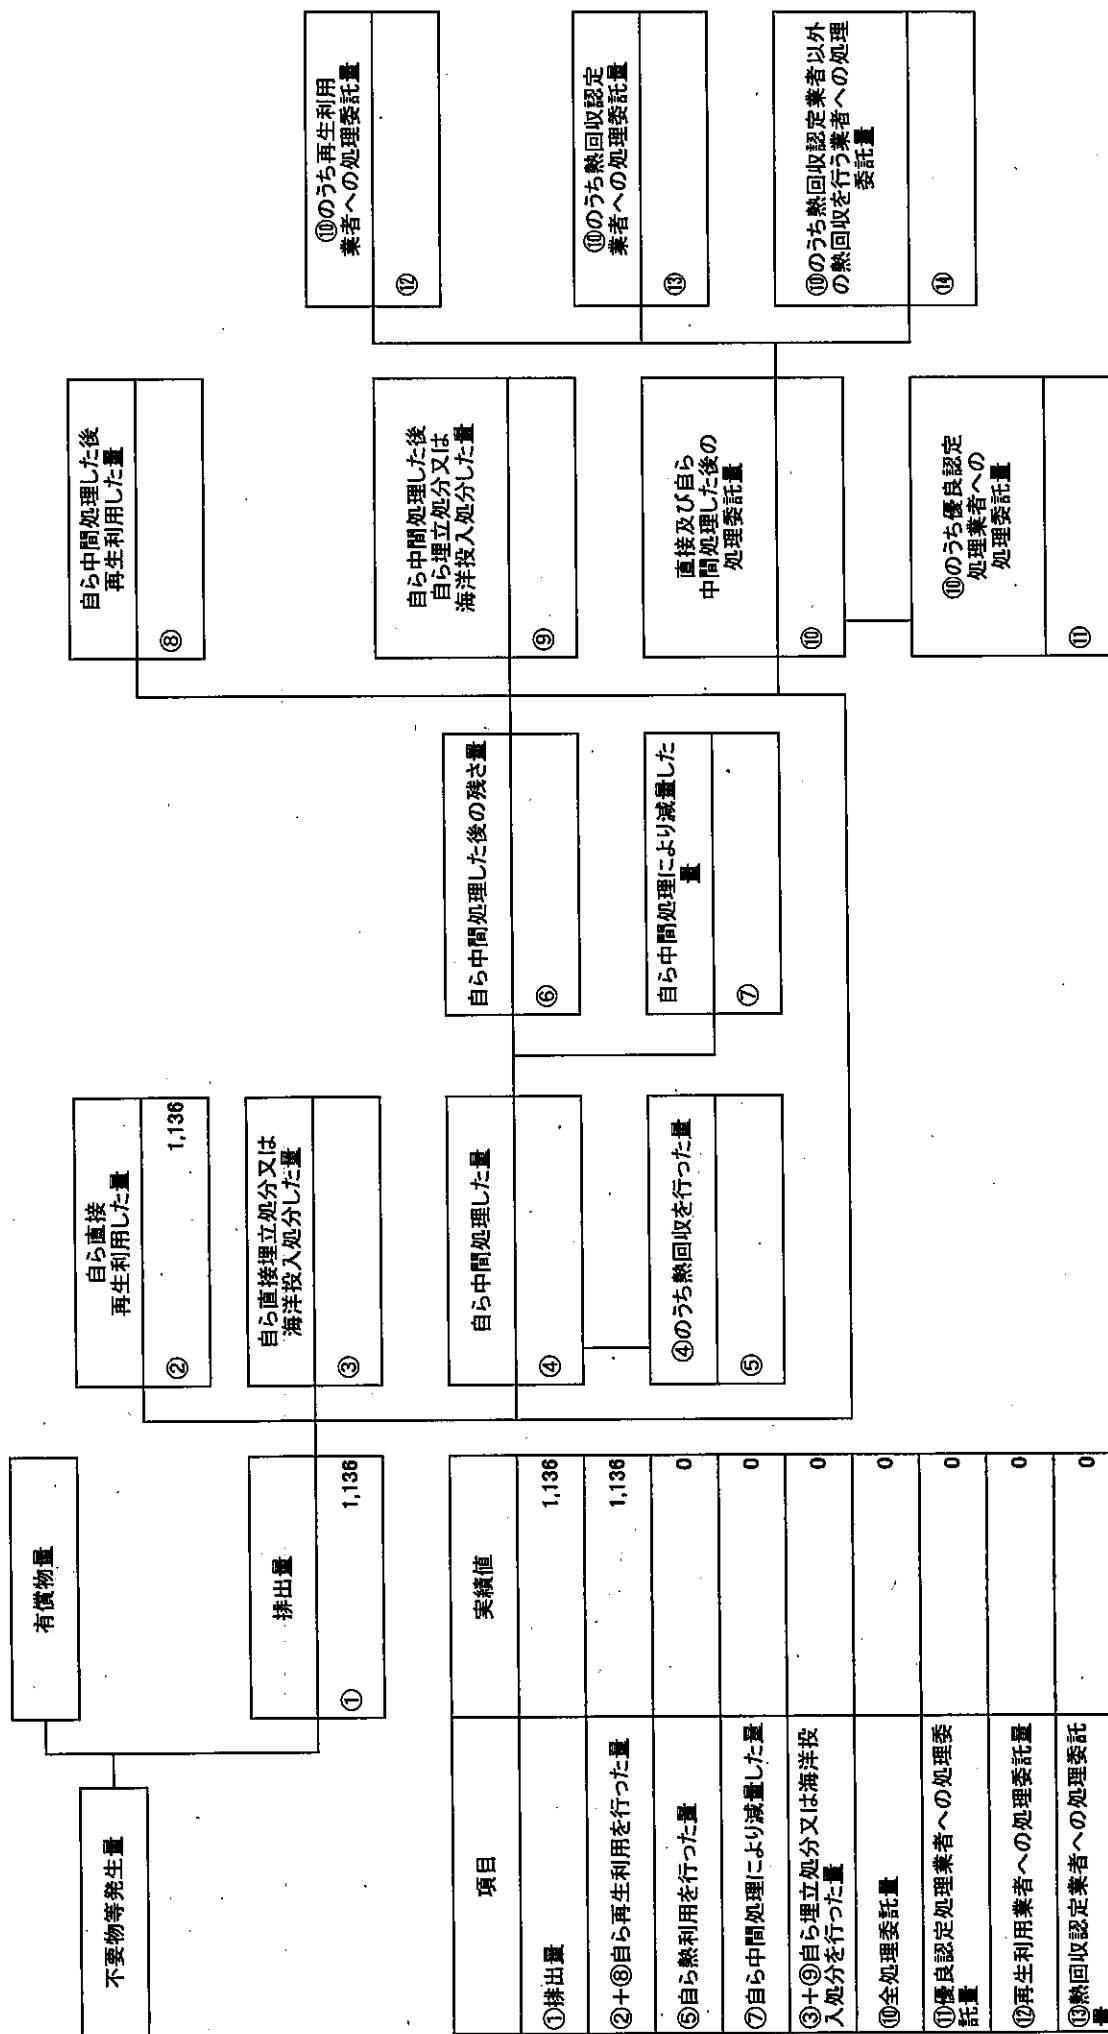 不要物等発生量
有償物量
排出量
① 1,136
自ら直接
再生利用した量
② 1,136
自ら直接埋立処分又は
海洋投入処分した量
③
自ら中間処理した量
④
④のうち熱回収を行った量
⑤
自ら中間処理した後の残さ量
⑥
自ら中間処理により減量した
量
⑦
自ら中間処理した後
再生利用した量
⑧
自ら中間処理した後
自ら埋立処分又は
海洋投入処分した量
⑨
直接及び自ら
中間処理した後の
処理委託量
⑩
⑩のうち優良認定
処理業者への
処理委託量
⑪
⑩のうち再生利用
業者への処理委託量
⑫
⑩のうち熱回収認定
業者への処理委託量
⑬
⑩のうち熱回収認定業者以外
の熱回収を行う業者への処理
委託量
⑭
項目 実績値
①排出量 1,136
②+⑧自ら再生利用を行った量 1,136
⑤自ら熱利用を行った量 0
⑦自ら中間処理により減量した量 0
③+⑨自ら埋立処分又は海洋投
入処分を行った量 0
⑩全処理委託量 0
⑪優良認定処理業者への処理委
託量 0
⑫再生利用業者への処理委託量 0
⑬熱回収認定業者への処理委託
量 0